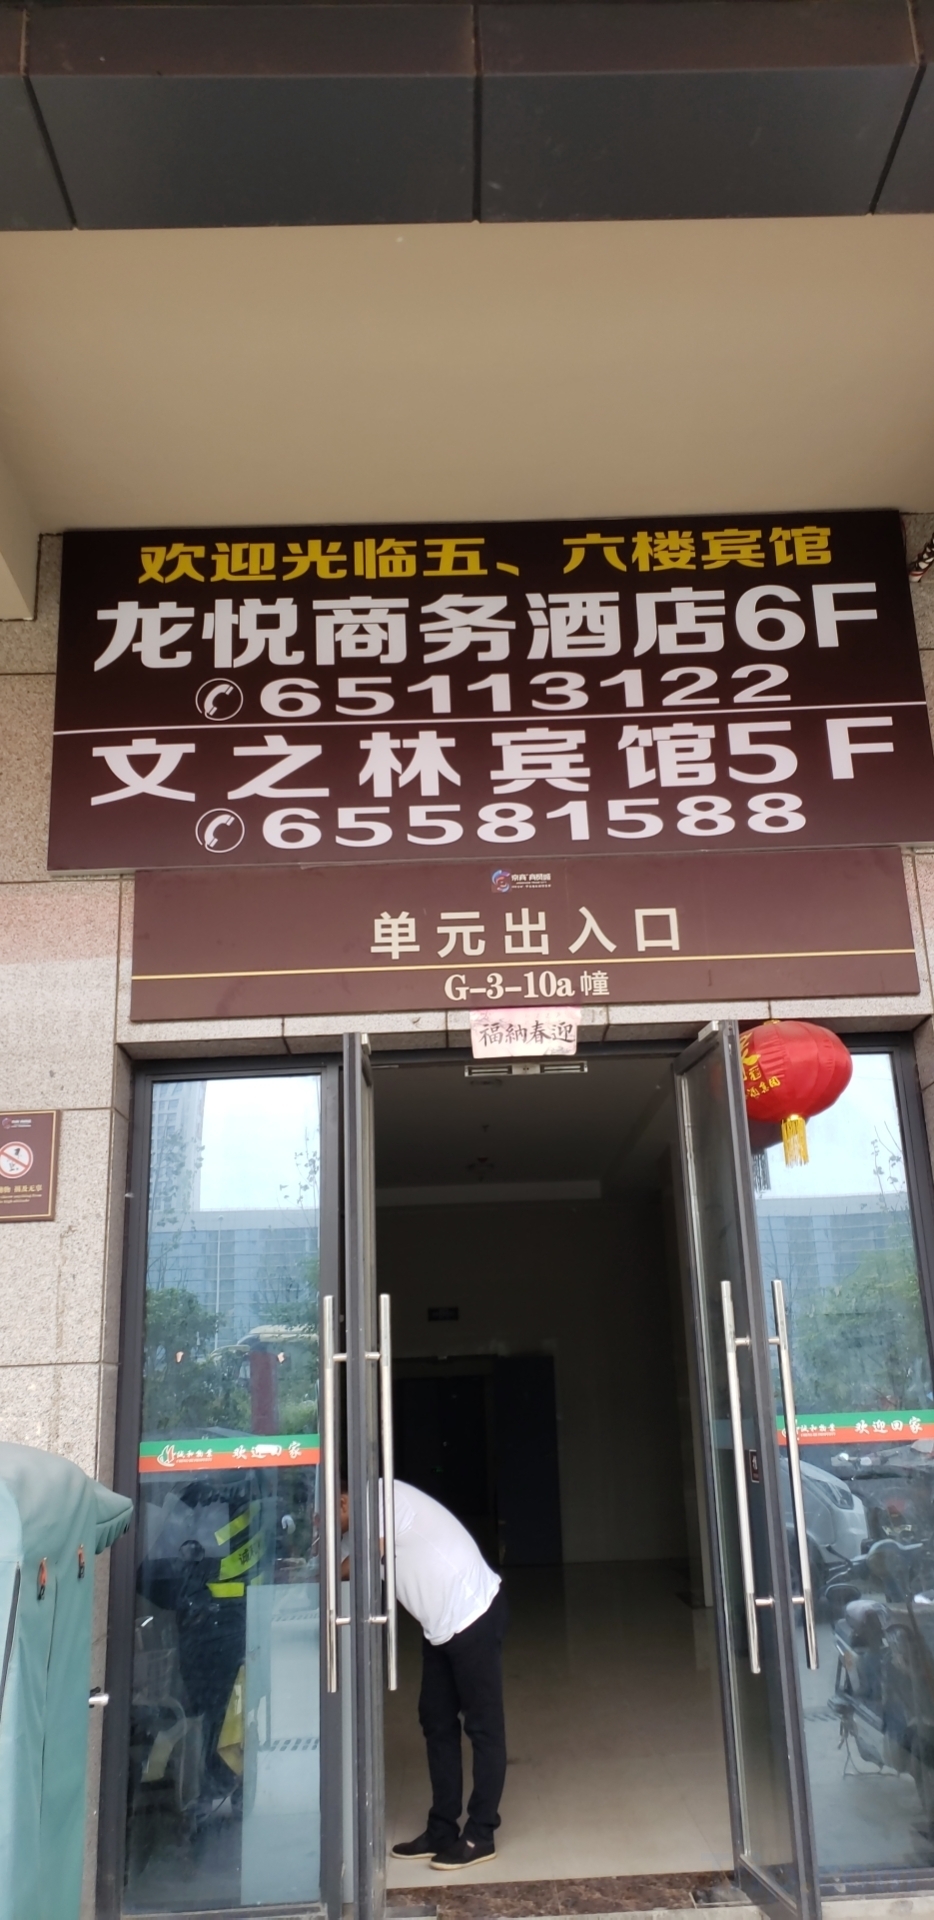 欢迎光临五、六楼宾馆
龙悦商务酒店6F
65113122
文之林宾馆5F
65581588
单元出入口
G-3-10a幢
福納春迎
欢迎回家
欢迎回家